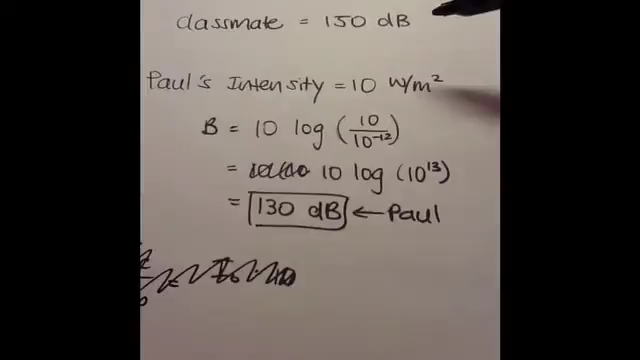 classmate = 150 dB
Paul's Intensity = 10 W/m²
B = 10 log (10/10⁻¹²)
= 10 log (10¹³)
= 130 dB ← Paul